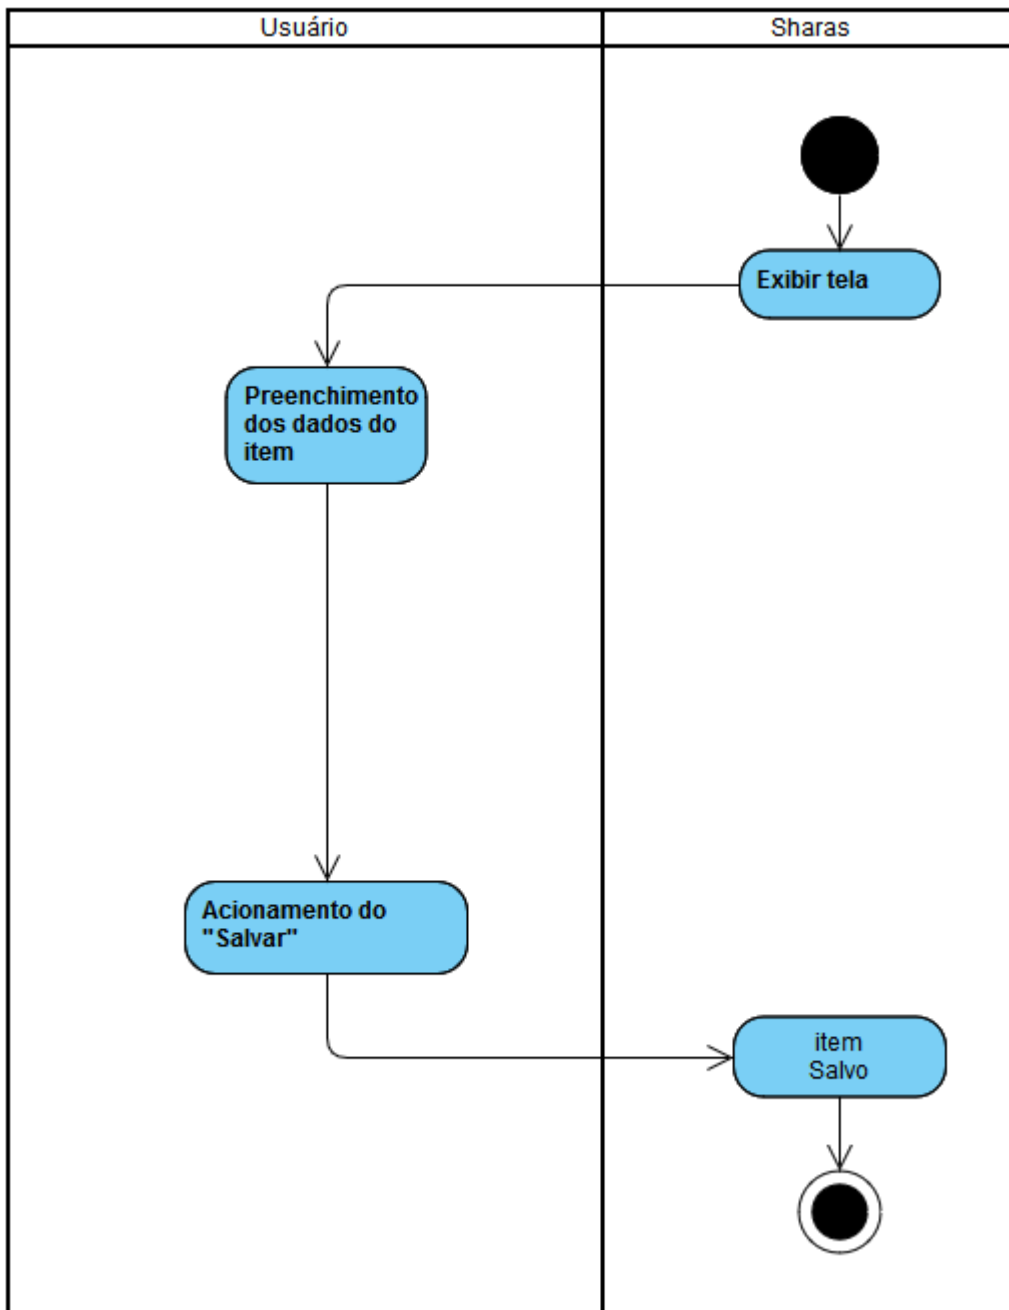 Usuário
Sharas
Exibir tela
Preenchimento
dos dados do
item
Acionamento do
"Salvar"
item
Salvo